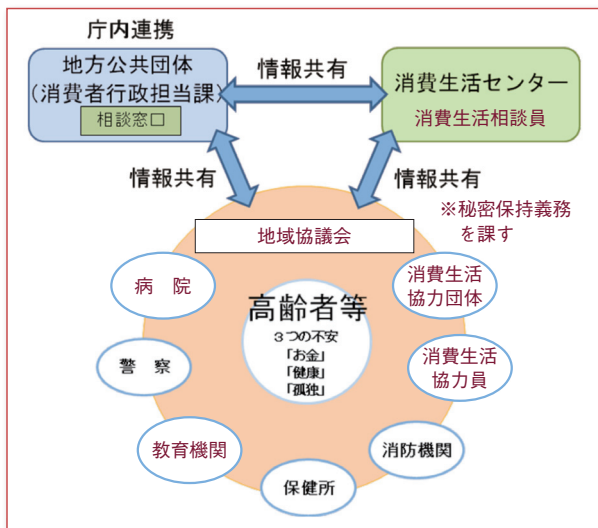 庁内連携
地方公共団体
(消費者行政担当課)
相談窓口
情報共有
消費生活センター
消費生活相談員
情報共有
情報共有
※秘密保持義務
を課す
地域協議会
病 院
消費生活
協力団体
高齢者等
3つの不安
「お金」
「健康」
「孤独」
警 察
消費生活
協力員
教育機関
消防機関
保健所